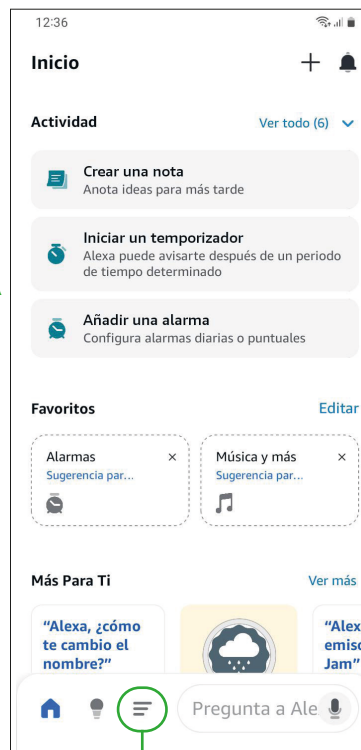 12:36
Inicio
Actividad
Ver todo (6)
Crear una nota
Anota ideas para más tarde
Iniciar un temporizador
Alexa puede avisarte después de un periodo
de tiempo determinado
Añadir una alarma
Configura alarmas diarias o puntuales
Favoritos
Editar
Alarmas
Sugerencia par...
Música y más
Sugerencia par...
Más Para Ti
Ver más
“Alexa, ¿cómo
te cambio el
nombre?”
“Alex
emisc
Jam”
Pregunta a Ale